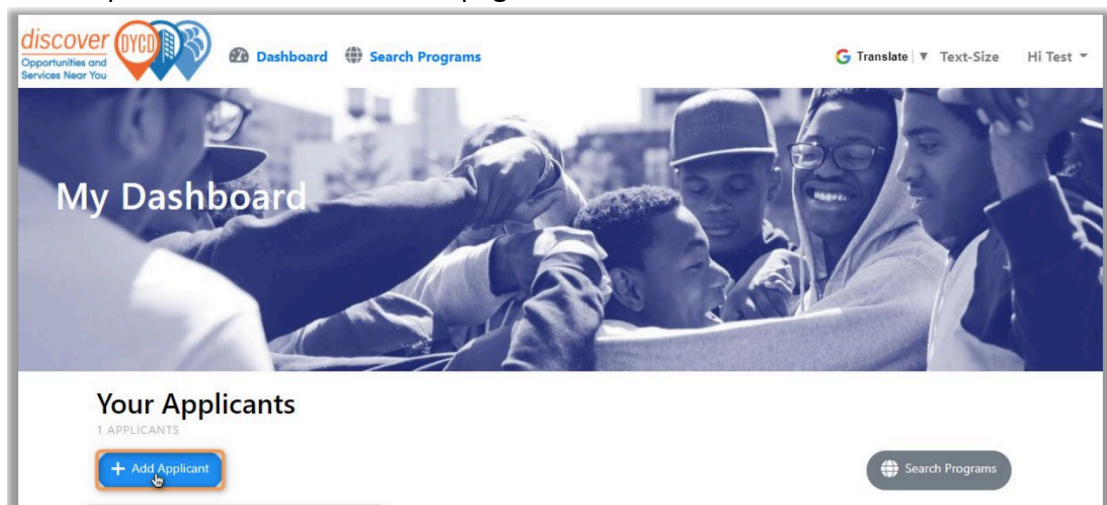 discover
DYCD
Opportunities and
Services Near You
Dashboard
Search Programs
Translate
Text-Size
Hi Test
My Dashboard
Your Applicants
1 APPLICANTS
+ Add Applicant
Search Programs